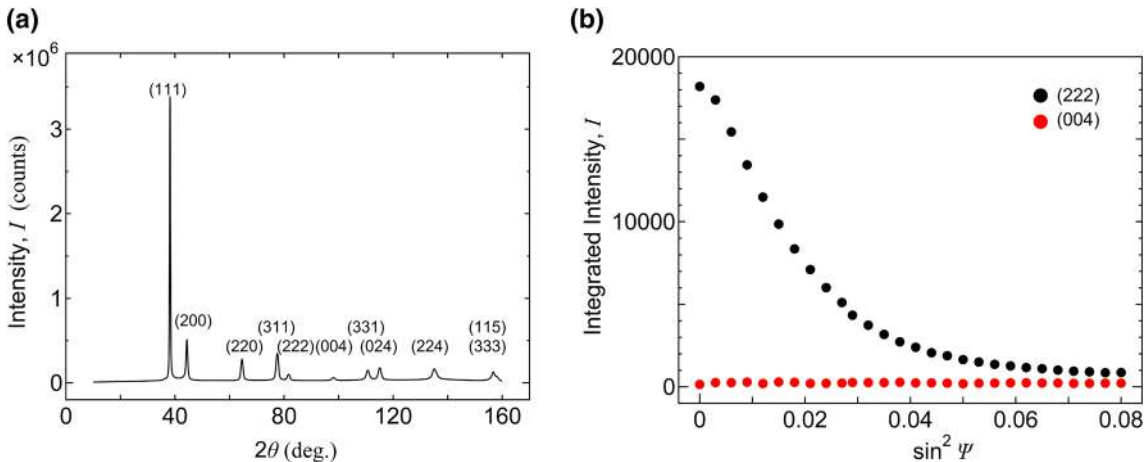 (a)
×10⁶
Intensity, I (counts)
3
2
1
0
(111)
(200)
(220)
(311)
(222)
(004)
(331)
(024)
(224)
(115)
(333)
0 40 80 120 160
2θ (deg.)
(b)
Integrated Intensity, I
20000
10000
0
(222)
(004)
0 0.02 0.04 0.06 0.08
sin² Ψ